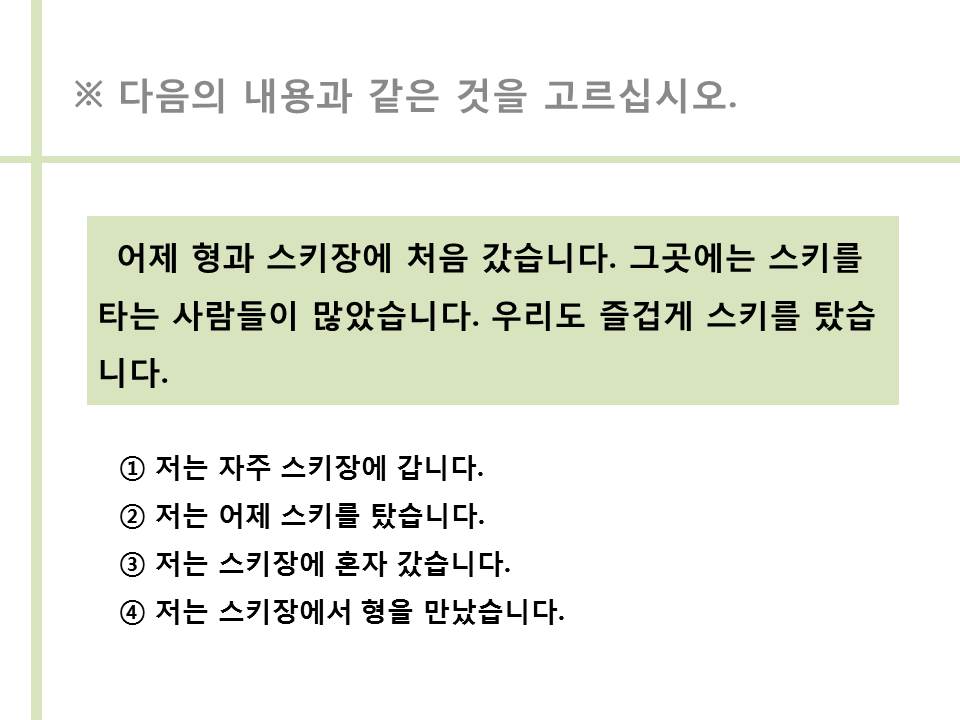 ※ 다음의 내용과 같은 것을 고르십시오.
어제 형과 스키장에 처음 갔습니다. 그곳에는 스키를
타는 사람들이 많았습니다. 우리도 즐겁게 스키를 탔습
니다.
① 저는 자주 스키장에 갑니다.
② 저는 어제 스키를 탔습니다.
③ 저는 스키장에 혼자 갔습니다.
④ 저는 스키장에서 형을 만났습니다.